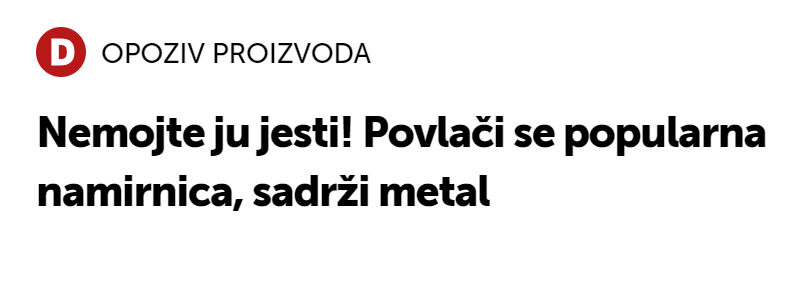 D OPOZIV PROIZVODA
Nemojte ju jesti! Povlači se popularna
namirnica, sadrži metal